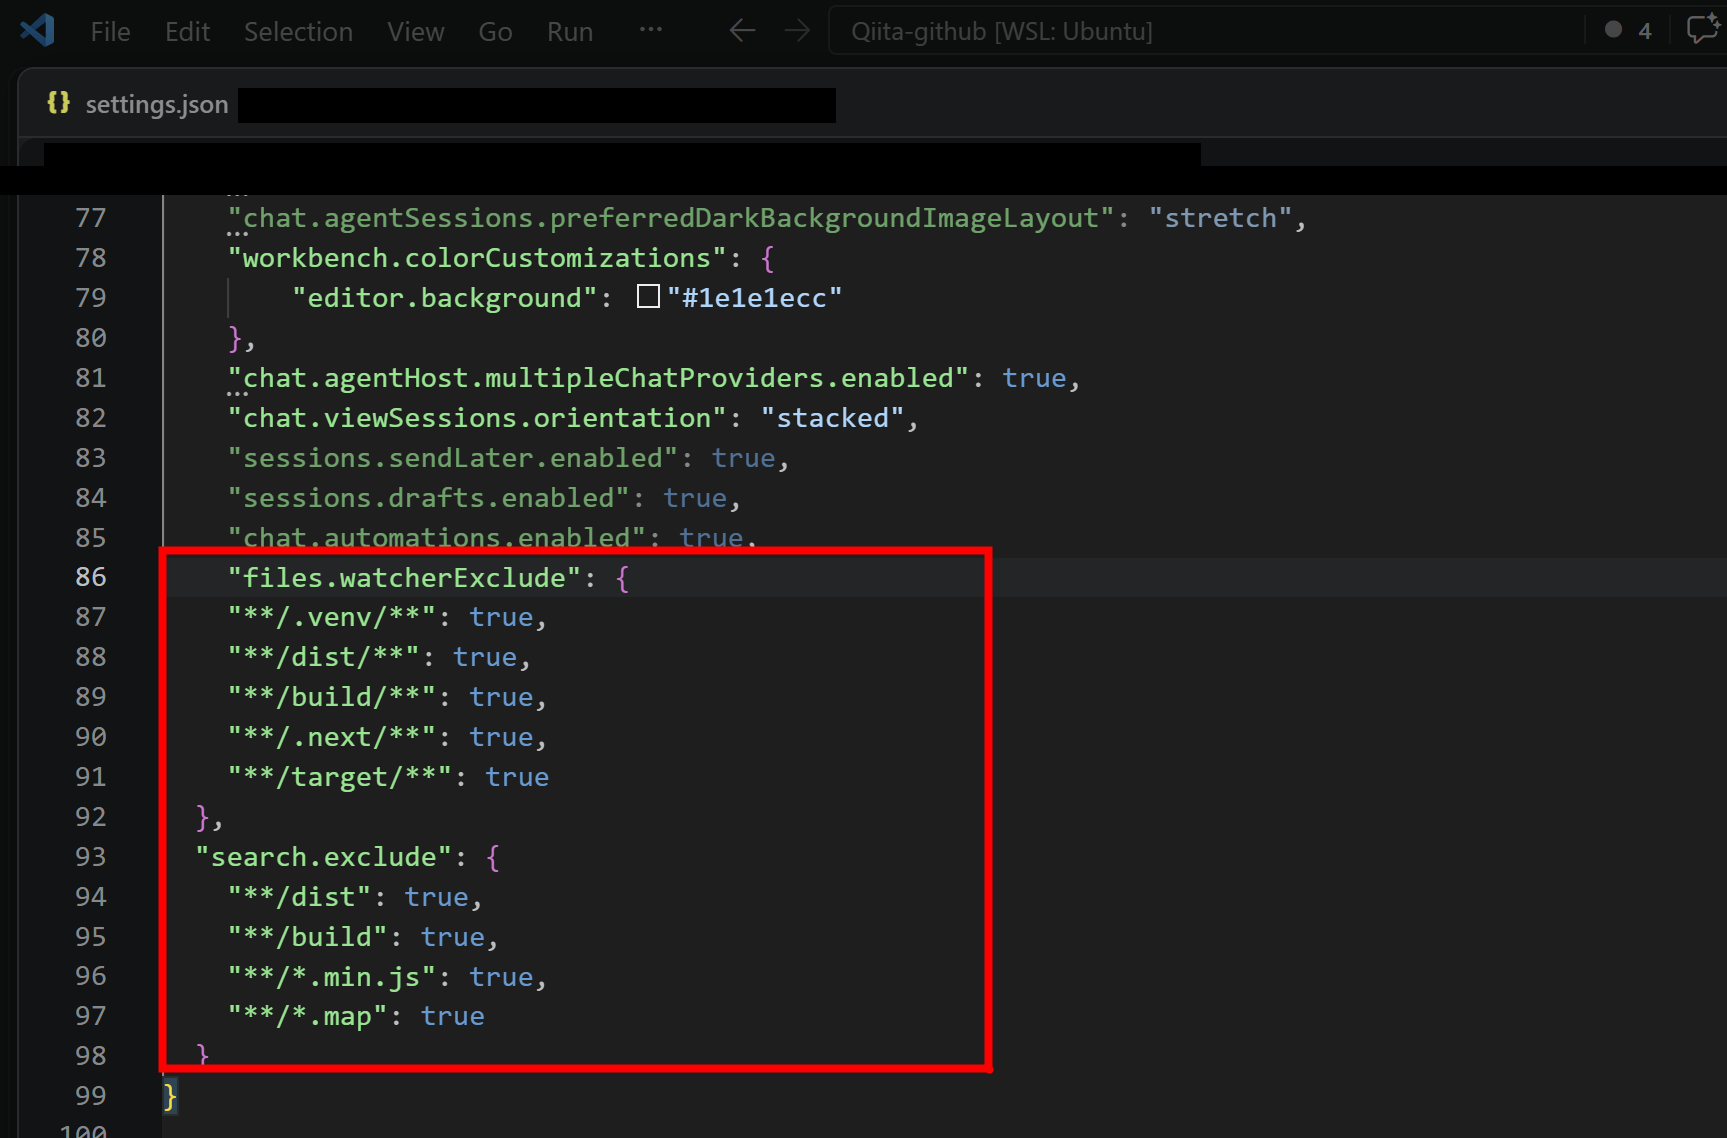 File Edit Selection View Go Run ··· Qiita-github [WSL: Ubuntu] 4
{} settings.json
77 "chat.agentSessions.preferredDarkBackgroundImageLayout": "stretch",
78 "workbench.colorCustomizations": {
79 "editor.background": "#1e1e1ecc"
80 },
81 "chat.agentHost.multipleChatProviders.enabled": true,
82 "chat.viewSessions.orientation": "stacked",
83 "sessions.sendLater.enabled": true,
84 "sessions.drafts.enabled": true,
85 "chat.automations.enabled": true,
86 "files.watcherExclude": {
87 "**/.venv/**": true,
88 "**/dist/**": true,
89 "**/build/**": true,
90 "**/.next/**": true,
91 "**/target/**": true
92 },
93 "search.exclude": {
94 "**/dist": true,
95 "**/build": true,
96 "**/*.min.js": true,
97 "**/*.map": true
98 }
99 }
100